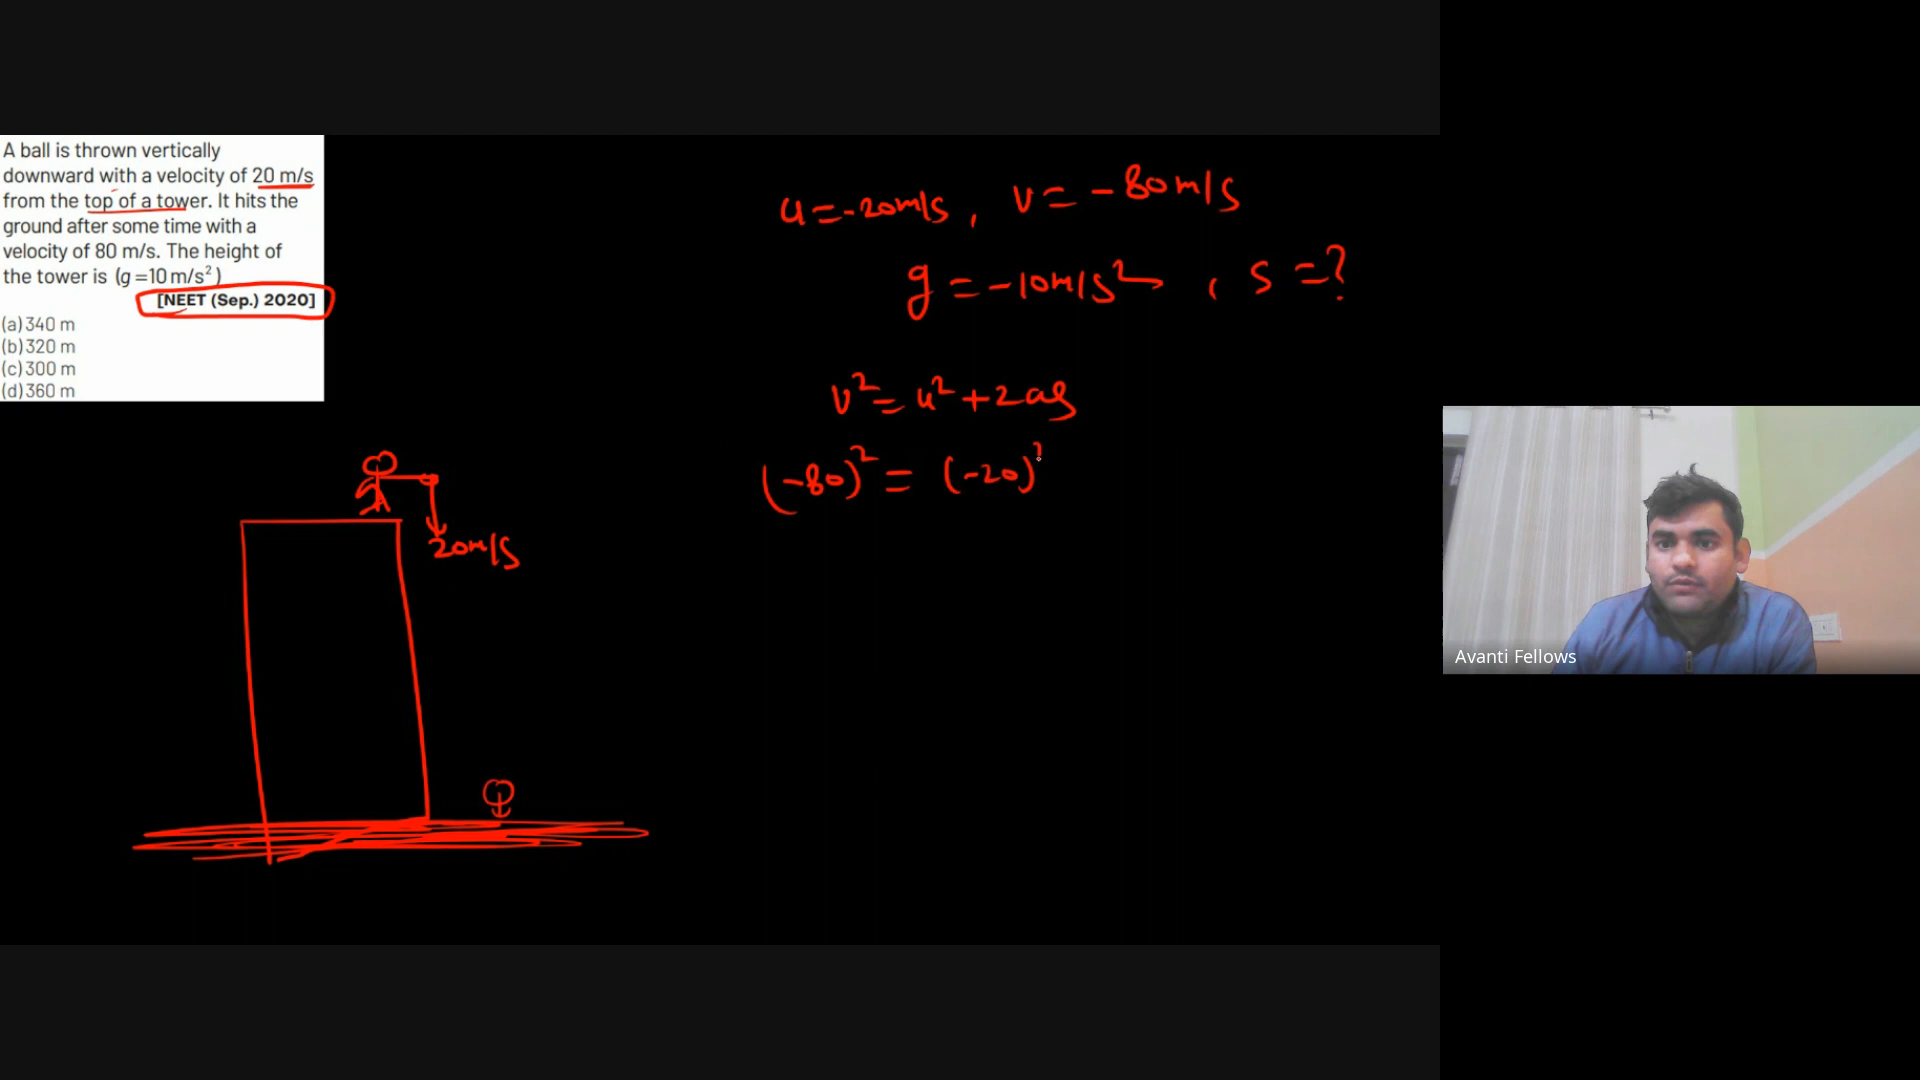 A ball is thrown vertically
downward with a velocity of 20 m/s
from the top of a tower. It hits the
ground after some time with a
velocity of 80 m/s. The height of
the tower is (g=10 m/s²)
[NEET (Sep.) 2020]
(a) 340 m
(b) 320 m
(c) 300 m
(d) 360 m
u = -20m/s, v = -80m/s
g = -10m/s², s = ?
v² = u² + 2as
(-80)² = (-20)²
20m/s
Avanti Fellows